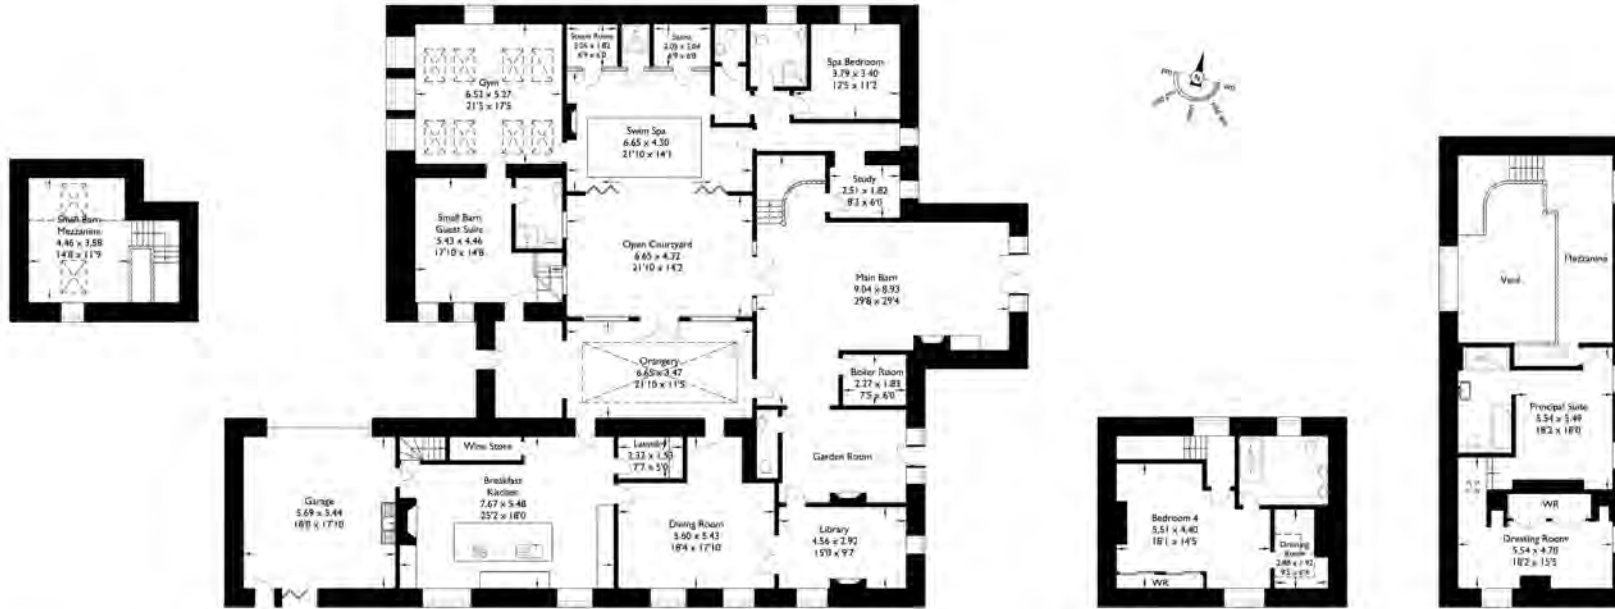 Small Barn
Mezzanine
4.46 x 3.58
14'8 x 11'9
Gym
6.53 x 5.27
21'5 x 17'5
Steam Room
2.06 x 1.82
6'9 x 6'0
Sauna
2.05 x 2.04
6'9 x 6'8
Spa Bedroom
3.79 x 3.40
12'5 x 11'2
Swim Spa
6.65 x 4.30
21'10 x 14'1
Study
2.51 x 1.82
8'3 x 6'0
Small Barn
Guest Suite
5.43 x 4.46
17'10 x 14'8
Open Courtyard
6.65 x 4.32
21'10 x 14'2
Main Barn
9.04 x 8.93
29'8 x 29'4
Orangery
6.65 x 3.47
21'10 x 11'5
Boiler Room
2.27 x 1.83
7'5 x 6'0
Wine Store
Laundry
2.32 x 1.53
7'7 x 5'0
Garden Room
Garage
5.69 x 5.44
18'8 x 17'10
Breakfast
Kitchen
7.67 x 5.48
25'2 x 18'0
Dining Room
5.60 x 5.43
18'4 x 17'10
Library
4.56 x 2.92
15'0 x 9'7
N
Bedroom 4
5.51 x 4.40
18'1 x 14'5
WR
Dressing
Room
Void
Mezzanine
Principal Suite
5.54 x 5.49
18'2 x 18'0
WR
Dressing Room
5.54 x 4.70
18'2 x 15'5